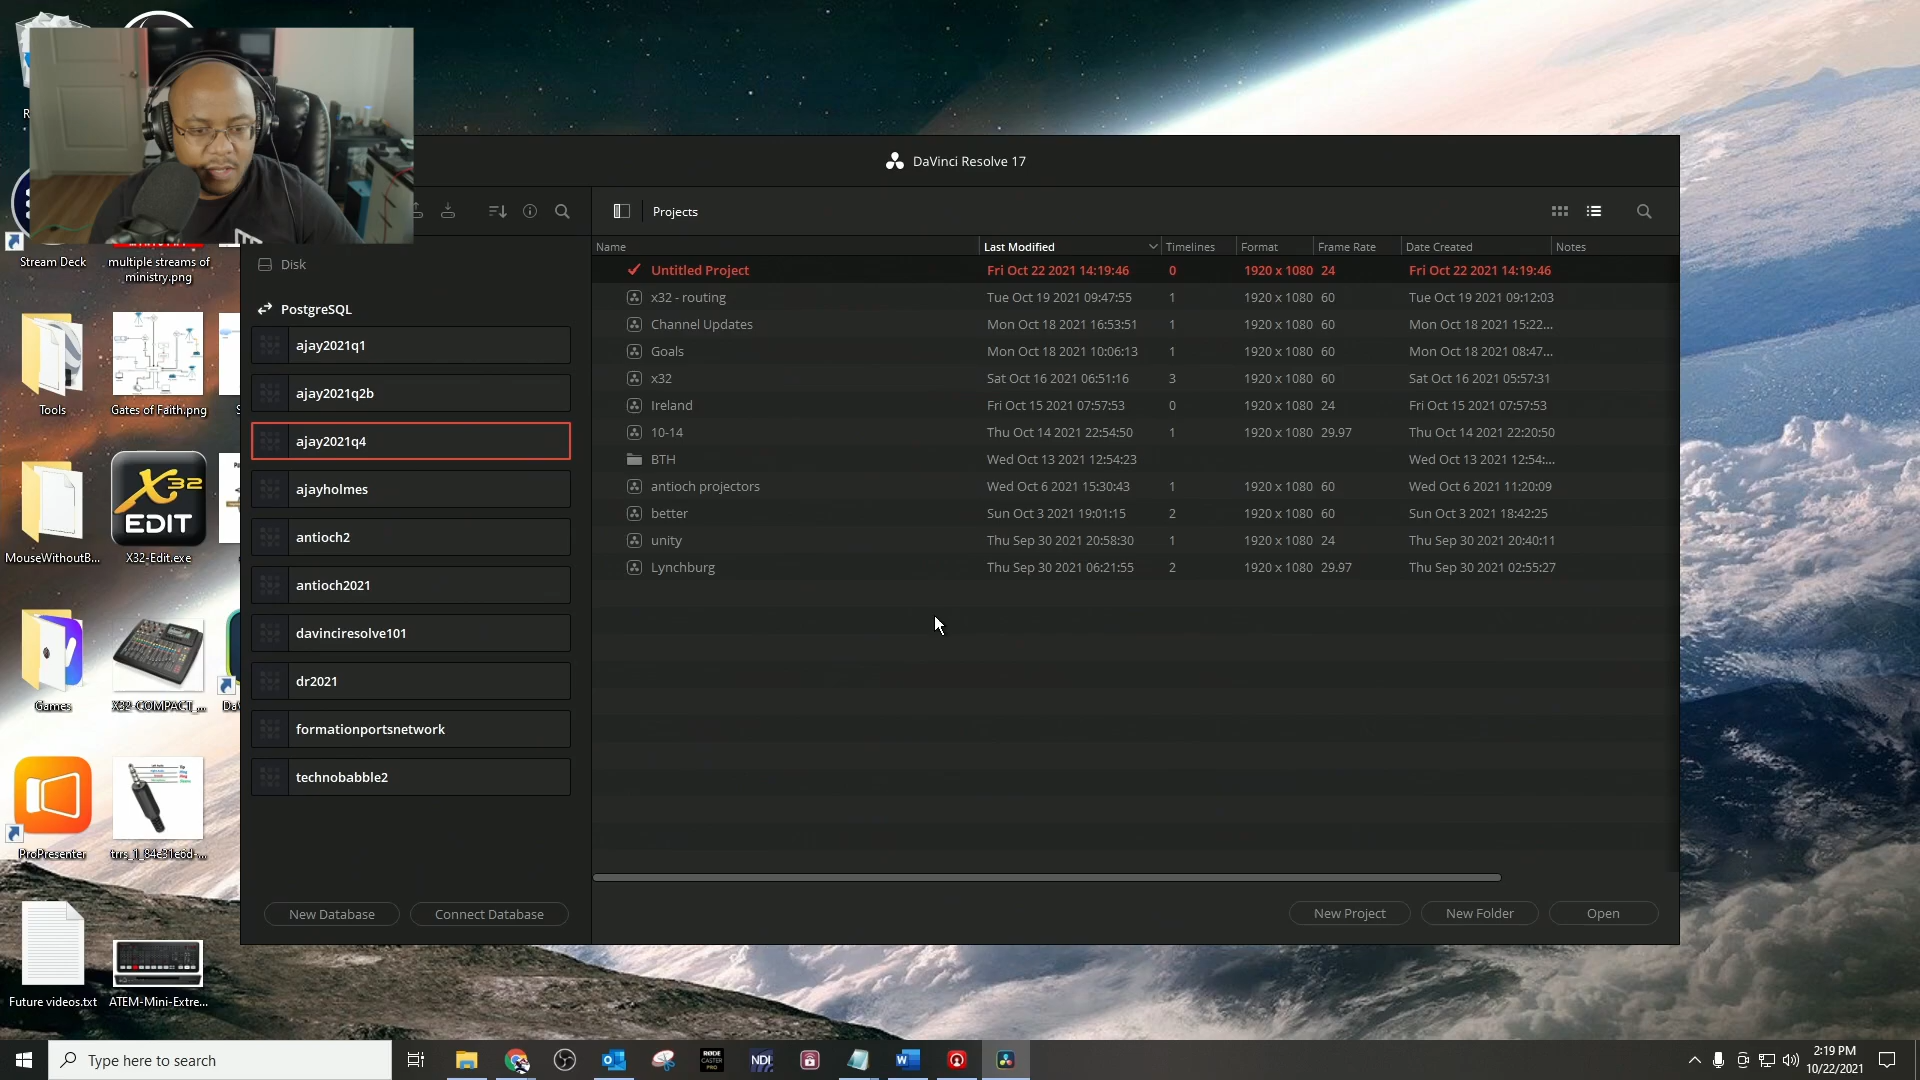 DaVinci Resolve 17
Projects
Name Last Modified Timelines Format Frame Rate Date Created Notes
Untitled Project Fri Oct 22 2021 14:19:46 0 1920 x 1080 24 Fri Oct 22 2021 14:19:46
x32 - routing Tue Oct 19 2021 09:47:55 1 1920 x 1080 60 Tue Oct 19 2021 09:12:03
Channel Updates Mon Oct 18 2021 16:53:51 1 1920 x 1080 60 Mon Oct 18 2021 15:22...
Goals Mon Oct 18 2021 10:06:13 1 1920 x 1080 60 Mon Oct 18 2021 08:47...
x32 Sat Oct 16 2021 06:51:16 3 1920 x 1080 60 Sat Oct 16 2021 05:57:31
Ireland Fri Oct 15 2021 07:57:53 0 1920 x 1080 24 Fri Oct 15 2021 07:57:53
10-14 Thu Oct 14 2021 22:54:50 1 1920 x 1080 29.97 Thu Oct 14 2021 22:20:50
BTH Wed Oct 13 2021 12:54:23 Wed Oct 13 2021 12:54:...
antioch projectors Wed Oct 6 2021 15:30:43 1 1920 x 1080 60 Wed Oct 6 2021 11:20:09
better Sun Oct 3 2021 19:01:15 2 1920 x 1080 60 Sun Oct 3 2021 18:42:25
unity Thu Sep 30 2021 20:58:30 1 1920 x 1080 24 Thu Sep 30 2021 20:40:11
Lynchburg Thu Sep 30 2021 06:21:55 2 1920 x 1080 29.97 Thu Sep 30 2021 02:55:27
New Project New Folder Open
Disk
PostgreSQL
ajay2021q1
ajay2021q2b
ajay2021q4
ajayholmes
antioch2
antioch2021
davinciresolve101
dr2021
formationportsnetwork
technobabble2
New Database Connect Database
Stream Deck
multiple streams of
ministry.png
Tools
Gates of Faith.png
MouseWithoutB...
X32
EDIT
X32-Edit.exe
Games
X32-COMPACT_...
ProPresenter
trrs_1_84e31e6d-...
Future videos.txt
ATEM-Mini-Extre...
Type here to search
RØDE
CASTER
PRO
NDI
2:19 PM
10/22/2021